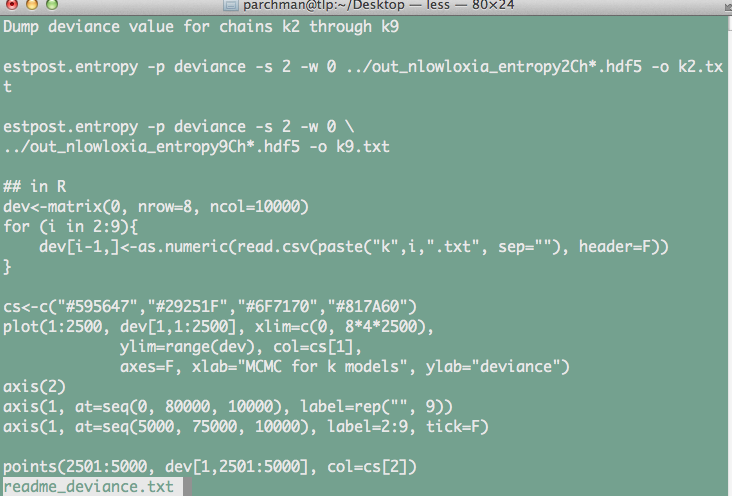 parchman@tlp:~/Desktop — less — 80×24
Dump deviance value for chains k2 through k9
estpost.entropy -p deviance -s 2 -w 0 ../out_nlowloxia_entropy2Ch*.hdf5 -o k2.tx
t
estpost.entropy -p deviance -s 2 -w 0 \
../out_nlowloxia_entropy9Ch*.hdf5 -o k9.txt
## in R
dev<-matrix(0, nrow=8, ncol=10000)
for (i in 2:9){
    dev[i-1,]<-as.numeric(read.csv(paste("k",i,".txt", sep=""), header=F))
}
cs<-c("#595647","#29251F","#6F7170","#817A60")
plot(1:2500, dev[1,1:2500], xlim=c(0, 8*4*2500),
            ylim=range(dev), col=cs[1],
            axes=F, xlab="MCMC for k models", ylab="deviance")
axis(2)
axis(1, at=seq(0, 80000, 10000), label=rep("", 9))
axis(1, at=seq(5000, 75000, 10000), label=2:9, tick=F)
points(2501:5000, dev[1,2501:5000], col=cs[2])
readme_deviance.txt